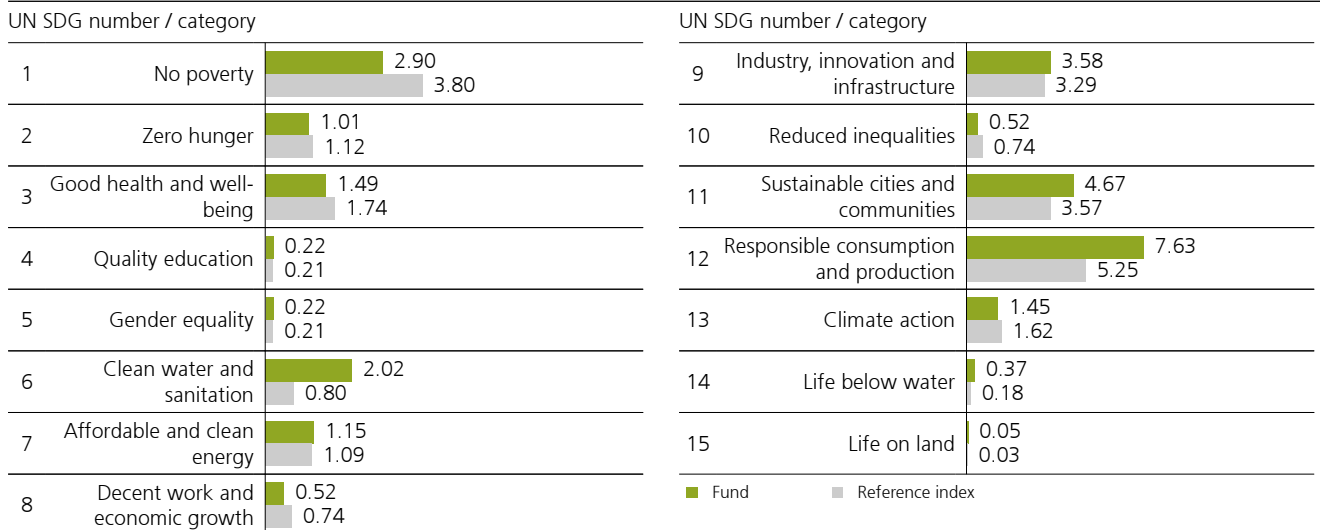 UN SDG number / category
1 No poverty 2.90
3.80
2 Zero hunger 1.01
1.12
3 Good health and well-
being 1.49
1.74
4 Quality education 0.22
0.21
5 Gender equality 0.22
0.21
6 Clean water and
sanitation 2.02
0.80
7 Affordable and clean
energy 1.15
1.09
8 Decent work and
economic growth 0.52
0.74
UN SDG number / category
9 Industry, innovation and
infrastructure 3.58
3.29
10 Reduced inequalities 0.52
0.74
11 Sustainable cities and
communities 4.67
3.57
12 Responsible consumption
and production 7.63
5.25
13 Climate action 1.45
1.62
14 Life below water 0.37
0.18
15 Life on land 0.05
0.03
Fund Reference index